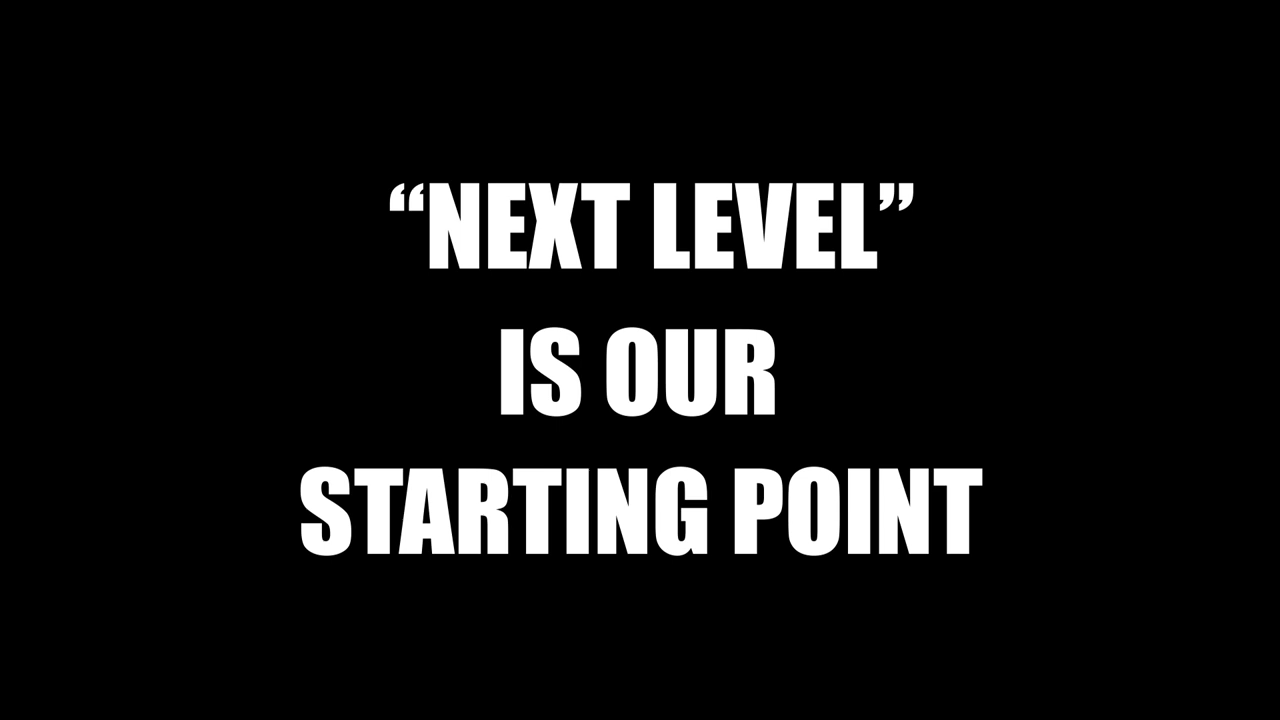 “NEXT LEVEL”
IS OUR
STARTING POINT